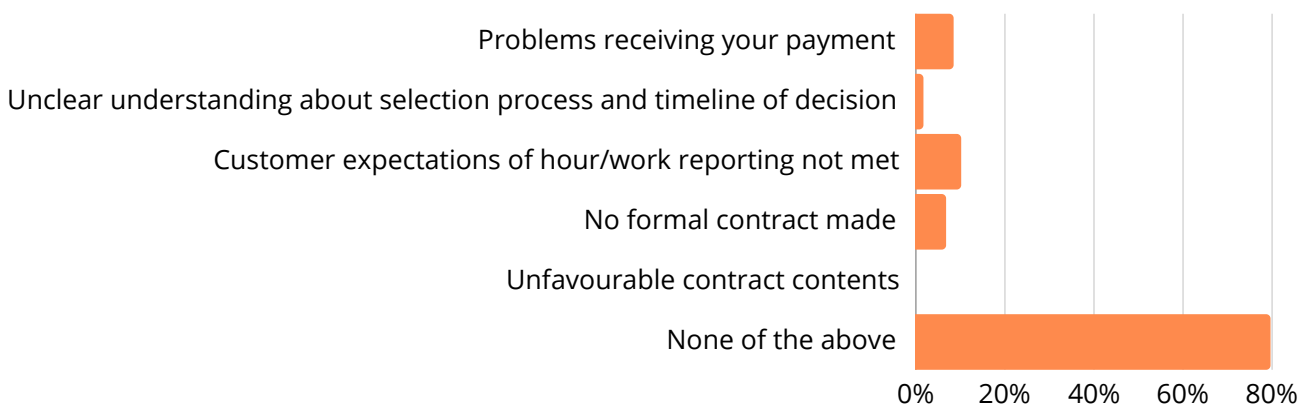 Problems receiving your payment
Unclear understanding about selection process and timeline of decision
Customer expectations of hour/work reporting not met
No formal contract made
Unfavourable contract contents
None of the above
0% 20% 40% 60% 80%